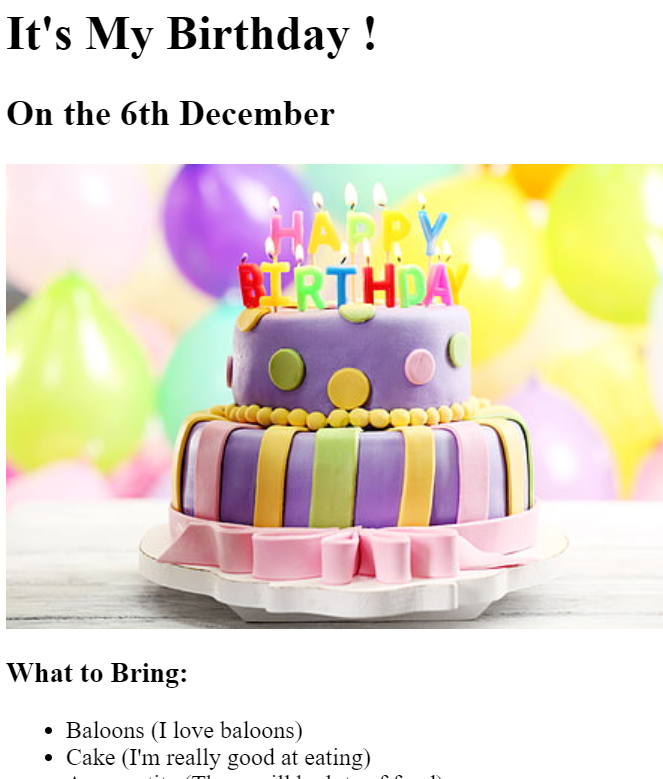 It's My Birthday !
On the 6th December
HAPPY
BIRTHDAY
What to Bring:
Baloons (I love baloons)
Cake (I'm really good at eating)